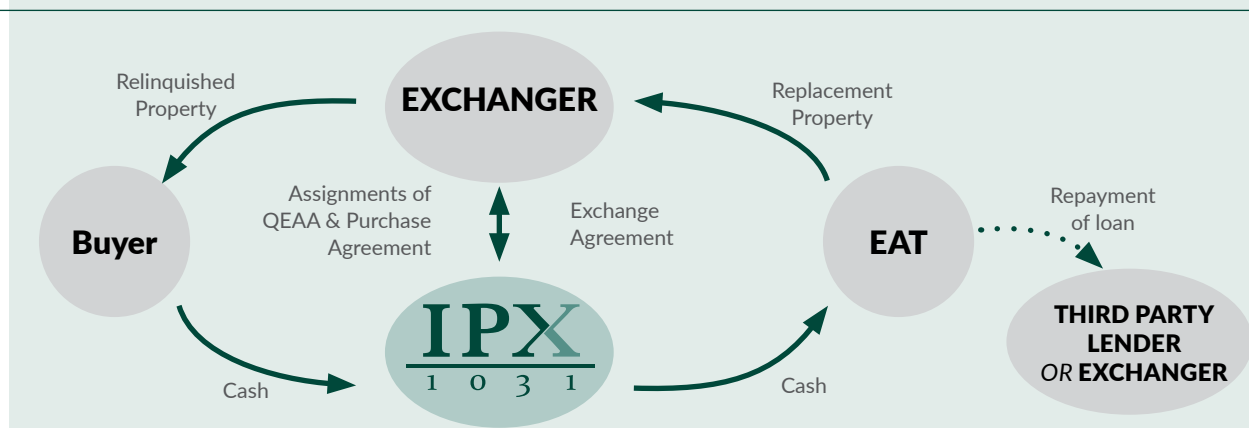 Relinquished
Property
EXCHANGER
Replacement
Property
Assignments of
QEAA & Purchase
Agreement
Exchange
Agreement
Buyer
EAT
Repayment
of loan
IPX
1 0 3 1
THIRD PARTY
LENDER
OR EXCHANGER
Cash
Cash